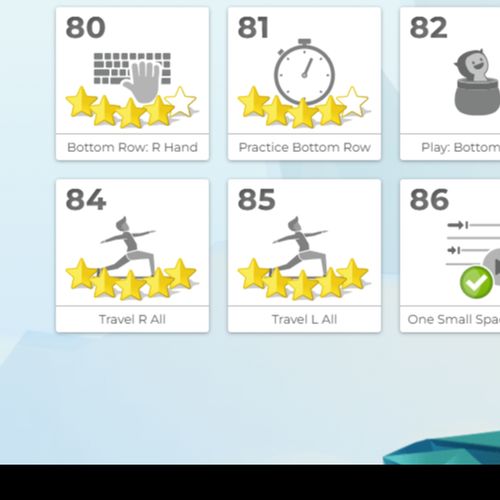 80
81
82
Bottom Row: R Hand
Practice Bottom Row
Play: Bottom
84
85
86
Travel R All
Travel L All
One Small